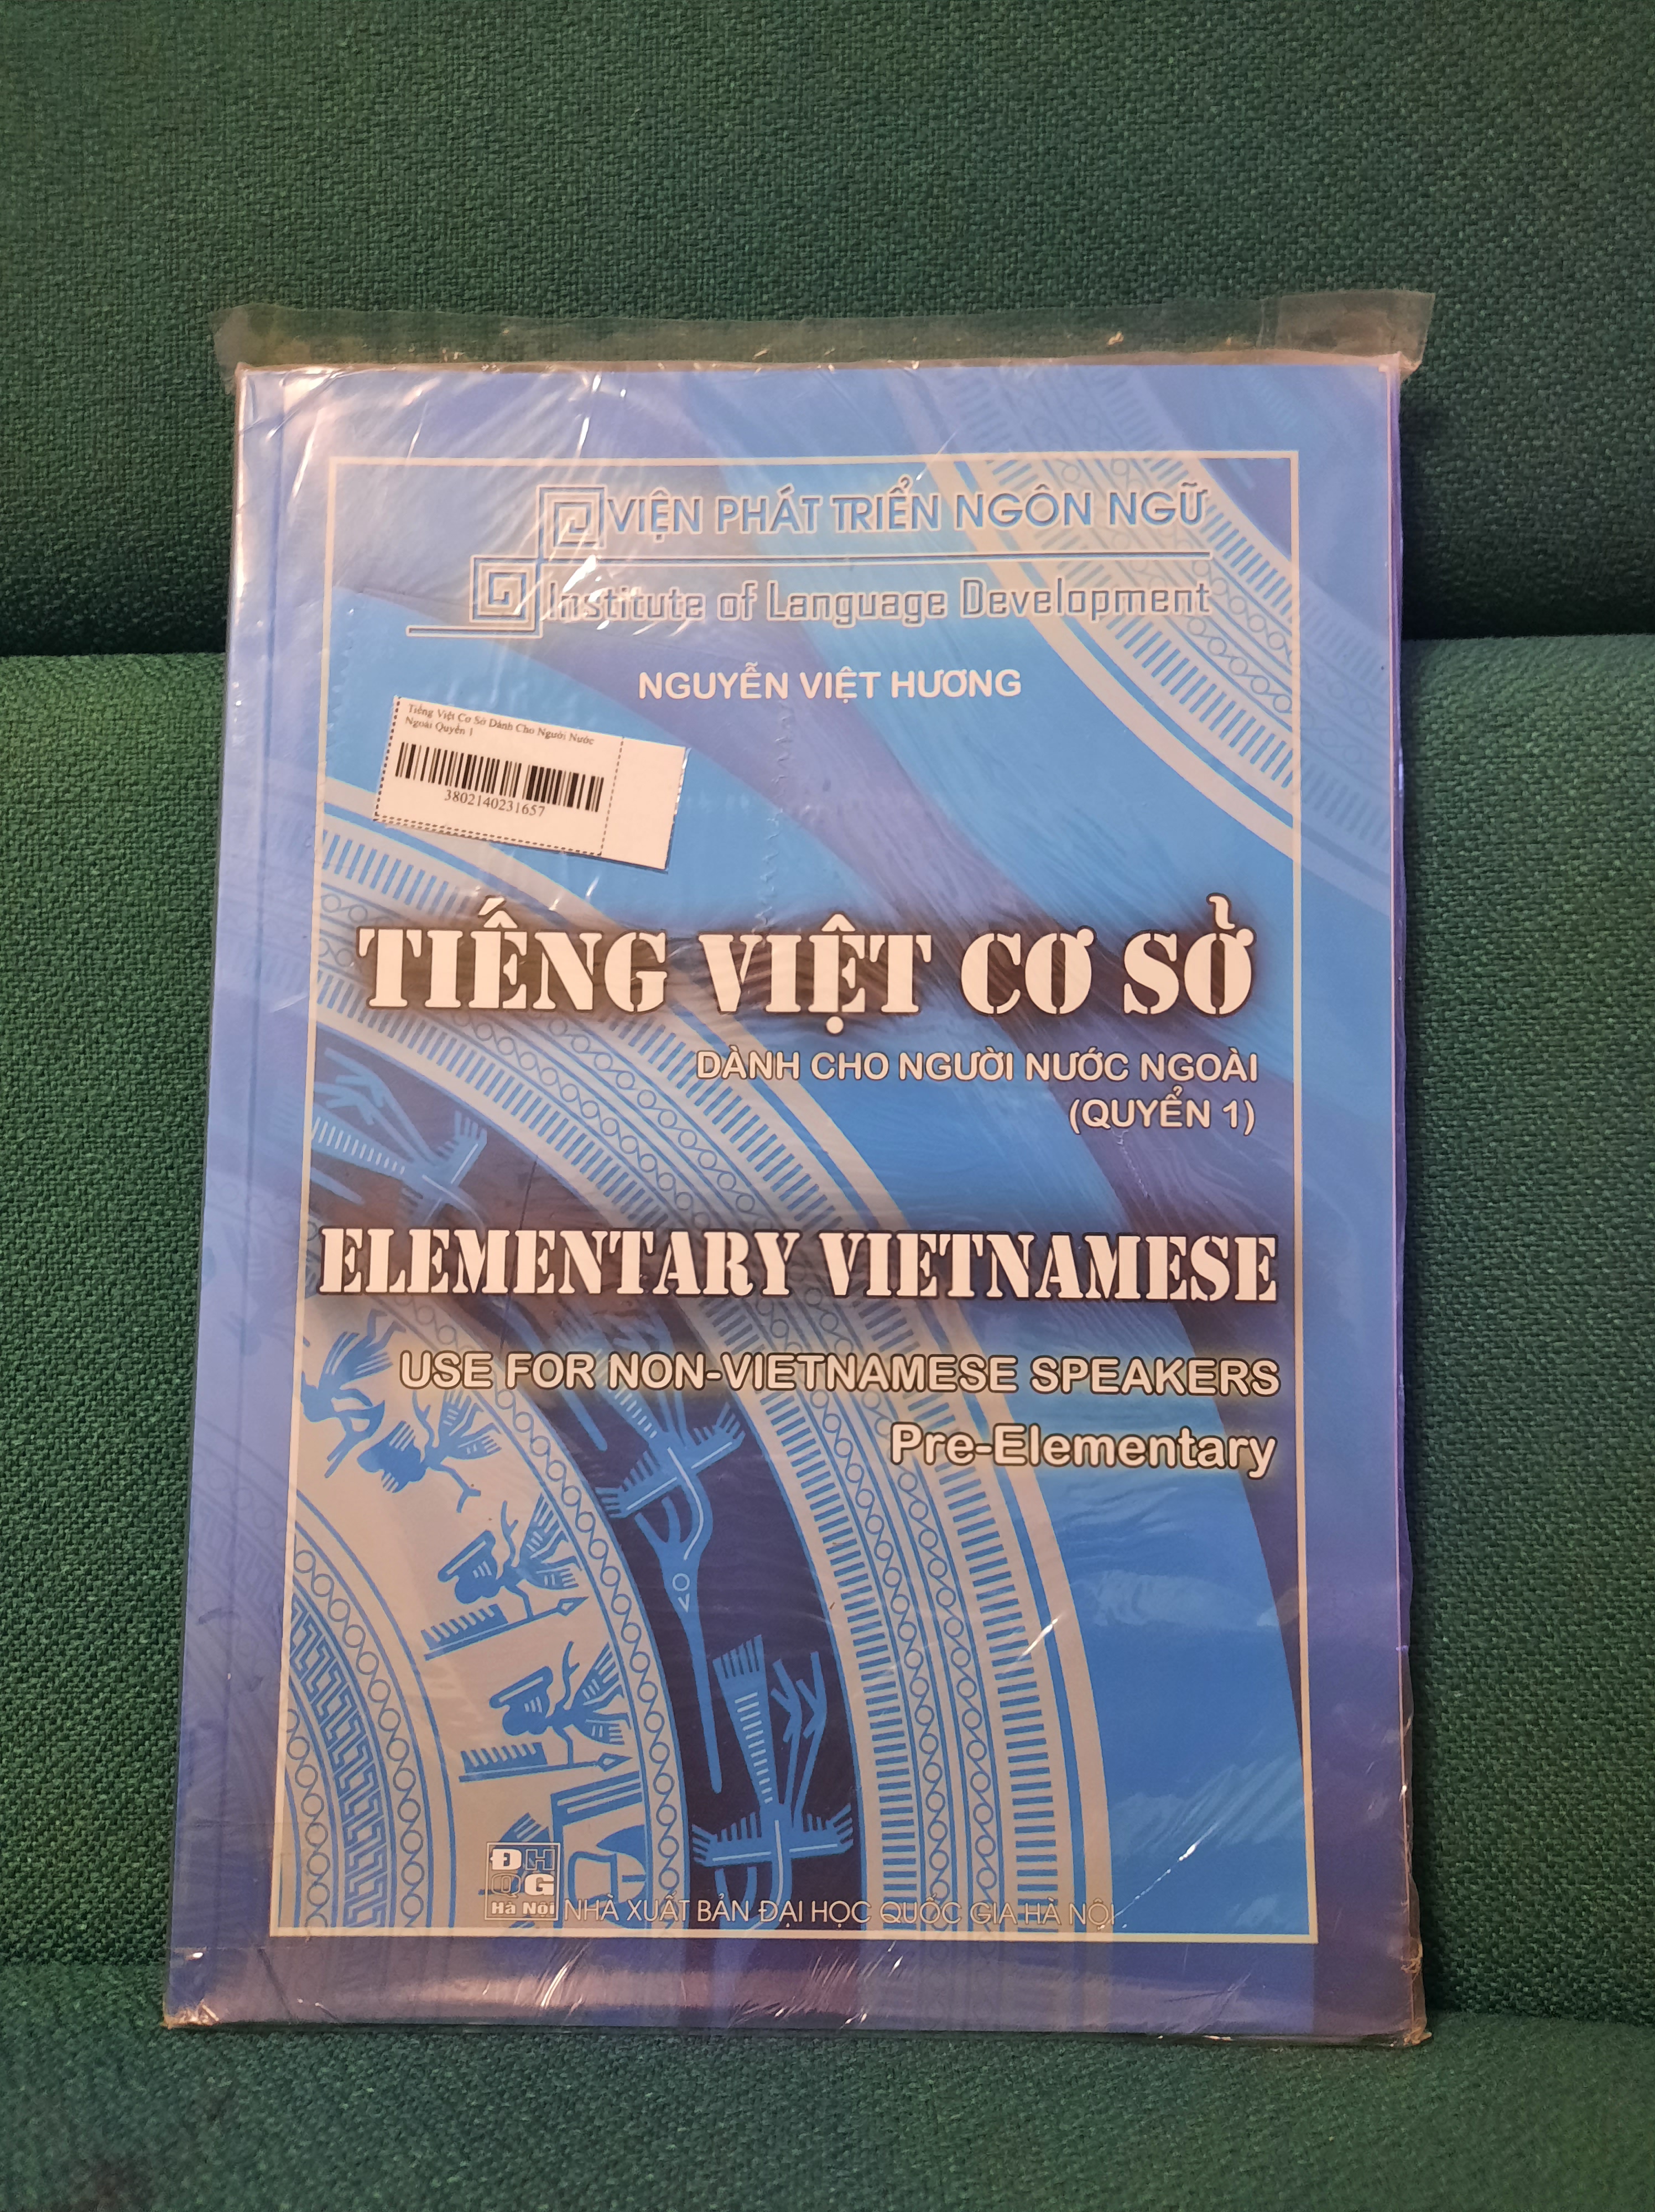 VIỆN PHÁT TRIỂN NGÔN NGỮ
Institute of Language Development
NGUYỄN VIỆT HƯƠNG
Tiếng Việt Cơ Sở Dành Cho Người Nước
Ngoài Quyển 1
3802140231657
TIẾNG VIỆT CƠ SỞ
DÀNH CHO NGƯỜI NƯỚC NGOÀI
(QUYỂN 1)
ELEMENTARY VIETNAMESE
USE FOR NON-VIETNAMESE SPEAKERS
Pre-Elementary
ĐH
QG
Hà Nội
NHÀ XUẤT BẢN ĐẠI HỌC QUỐC GIA HÀ NỘI